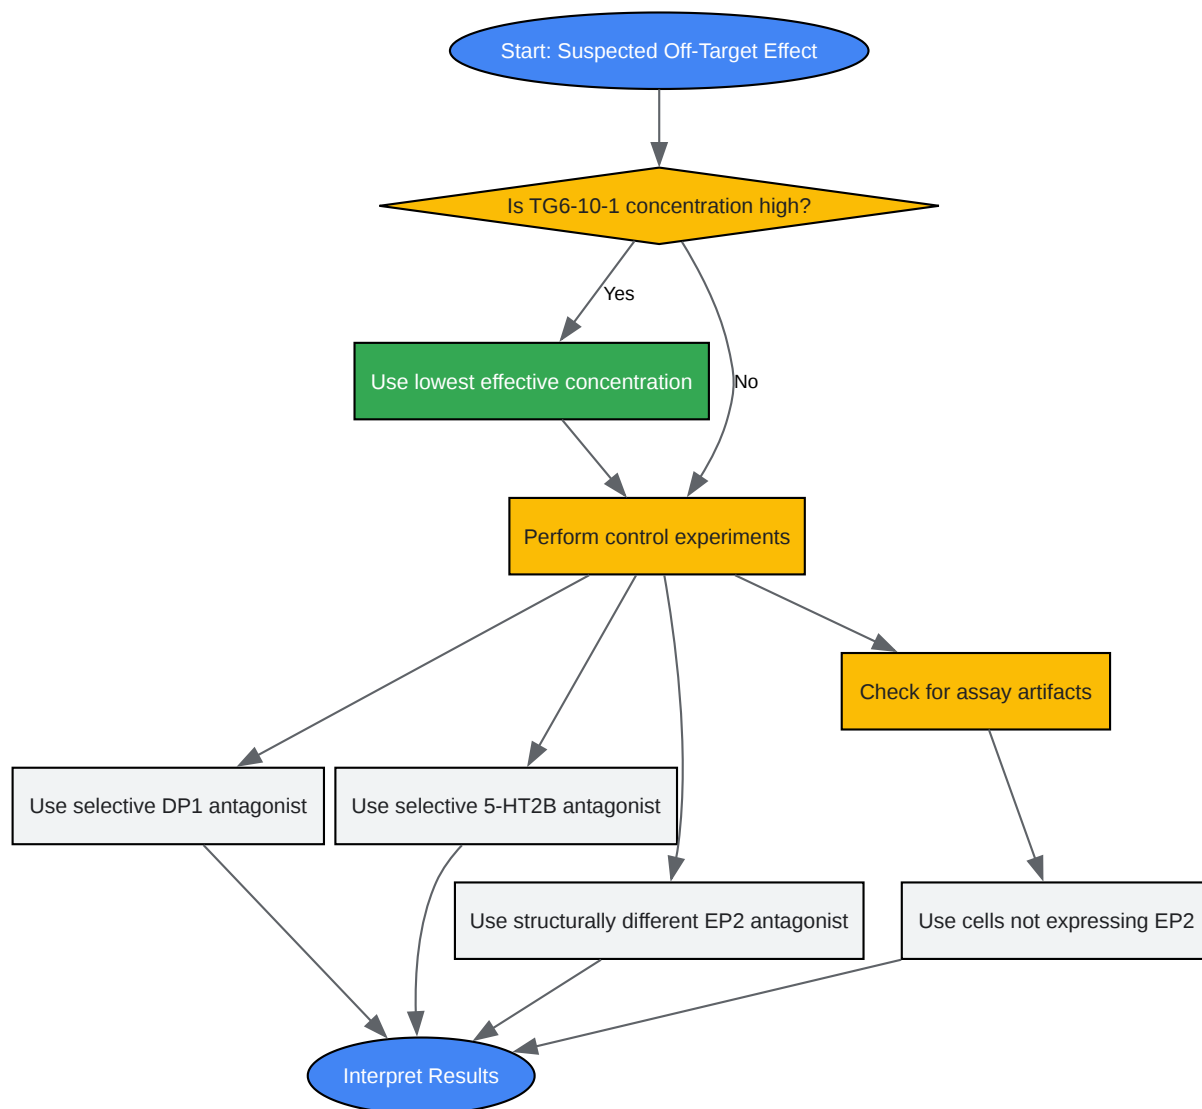 Start: Suspected Off-Target Effect
Is TG6-10-1 concentration high?
Yes
Use lowest effective concentration
No
Perform control experiments
Check for assay artifacts
Use selective DP1 antagonist
Use selective 5-HT2B antagonist
Use structurally different EP2 antagonist
Use cells not expressing EP2
Interpret Results